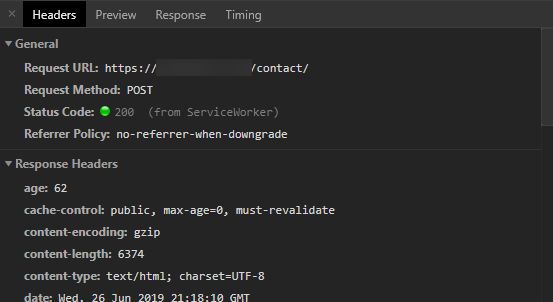 × Headers Preview Response Timing
▼ General
Request URL: https:// /contact/
Request Method: POST
Status Code: 200 (from ServiceWorker)
Referrer Policy: no-referrer-when-downgrade
▼ Response Headers
age: 62
cache-control: public, max-age=0, must-revalidate
content-encoding: gzip
content-length: 6374
content-type: text/html; charset=UTF-8
date: Wed, 26 Jun 2019 21:18:10 GMT